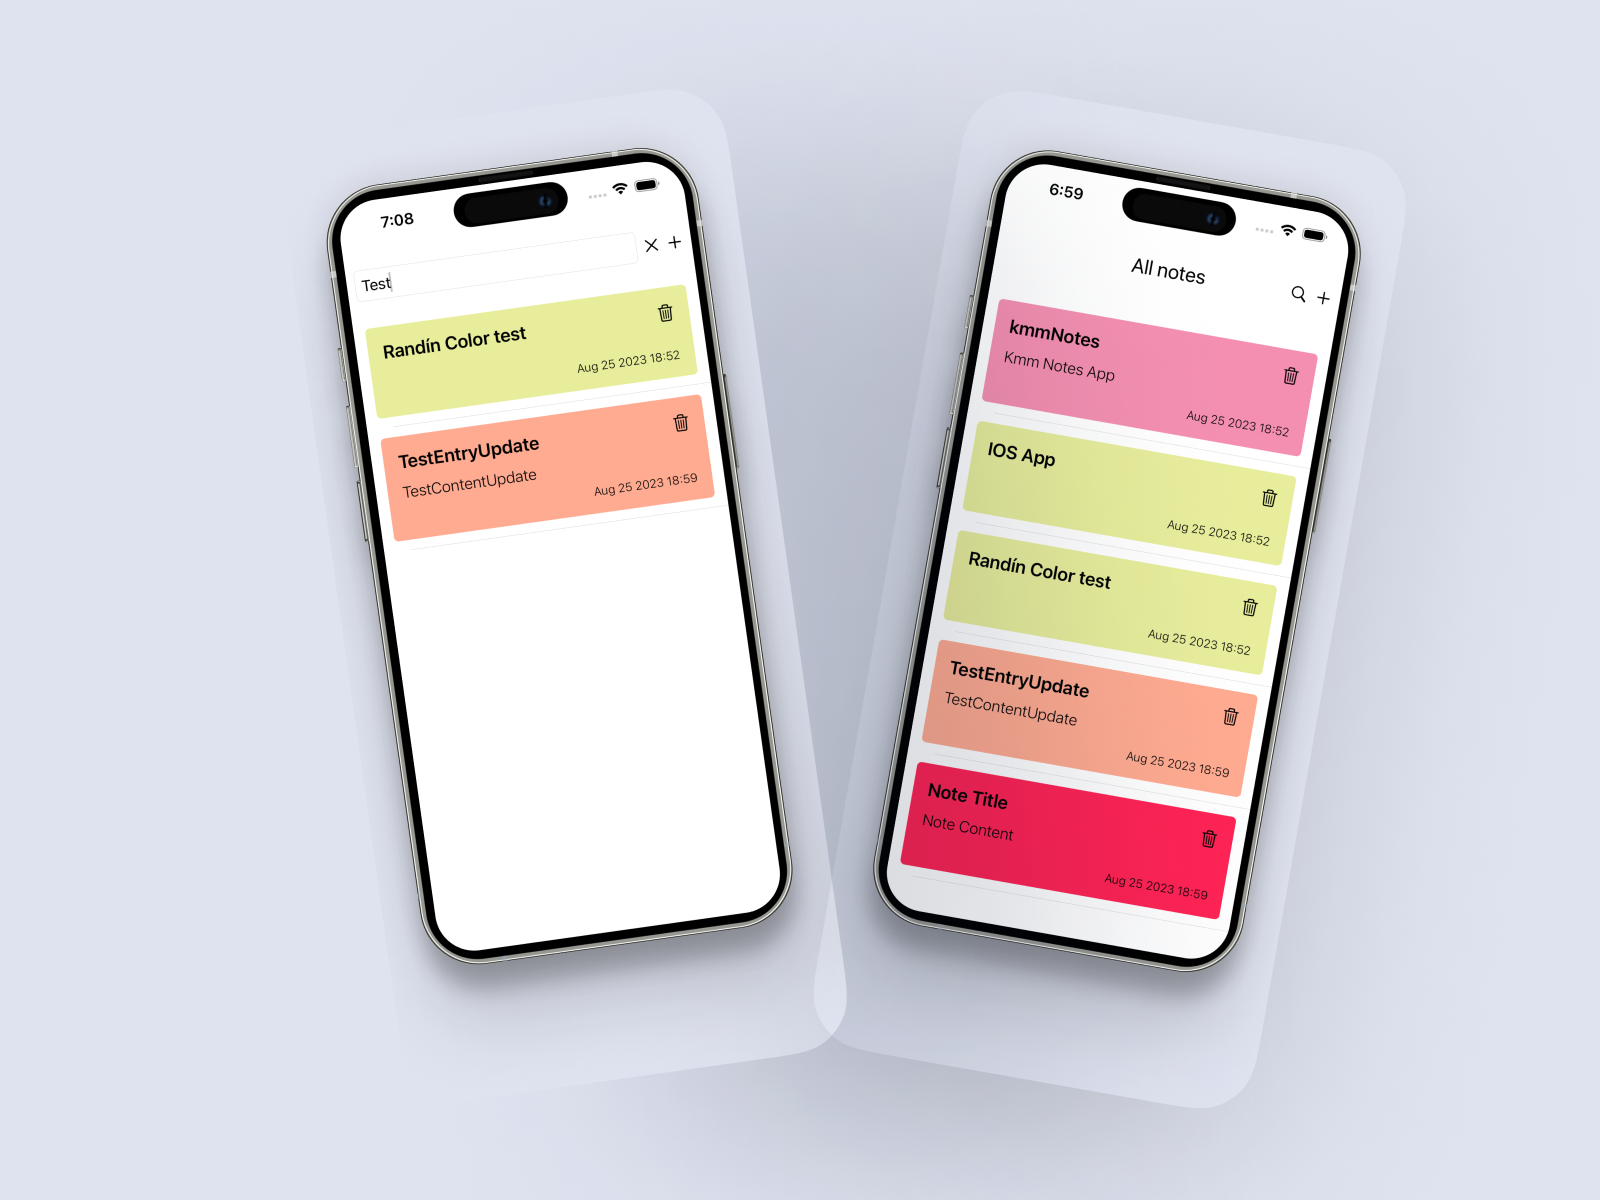 7:08
Test
Randín Color test
Aug 25 2023 18:52
TestEntryUpdate
TestContentUpdate
Aug 25 2023 18:59
6:59
All notes
kmmNotes
Kmm Notes App
Aug 25 2023 18:52
IOS App
Aug 25 2023 18:52
Randín Color test
Aug 25 2023 18:52
TestEntryUpdate
TestContentUpdate
Aug 25 2023 18:59
Note Title
Note Content
Aug 25 2023 18:59